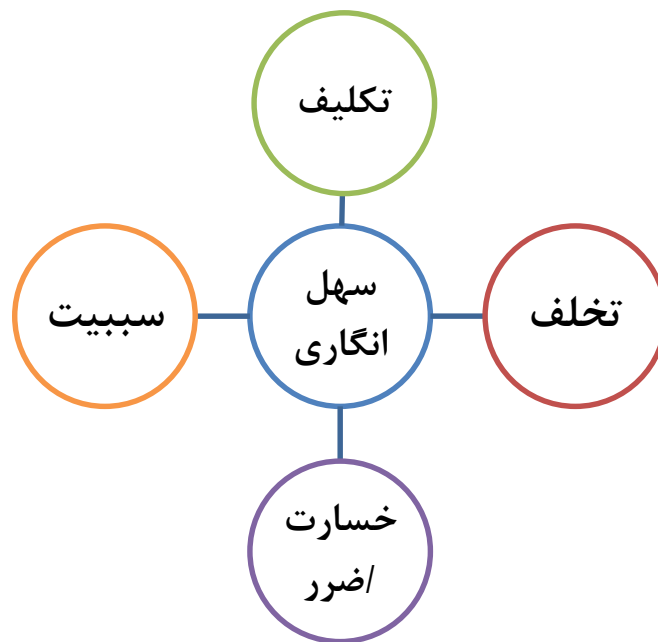 تکلیف
سببیت
سهل
انگاری
تخلف
خسارت
/ضرر